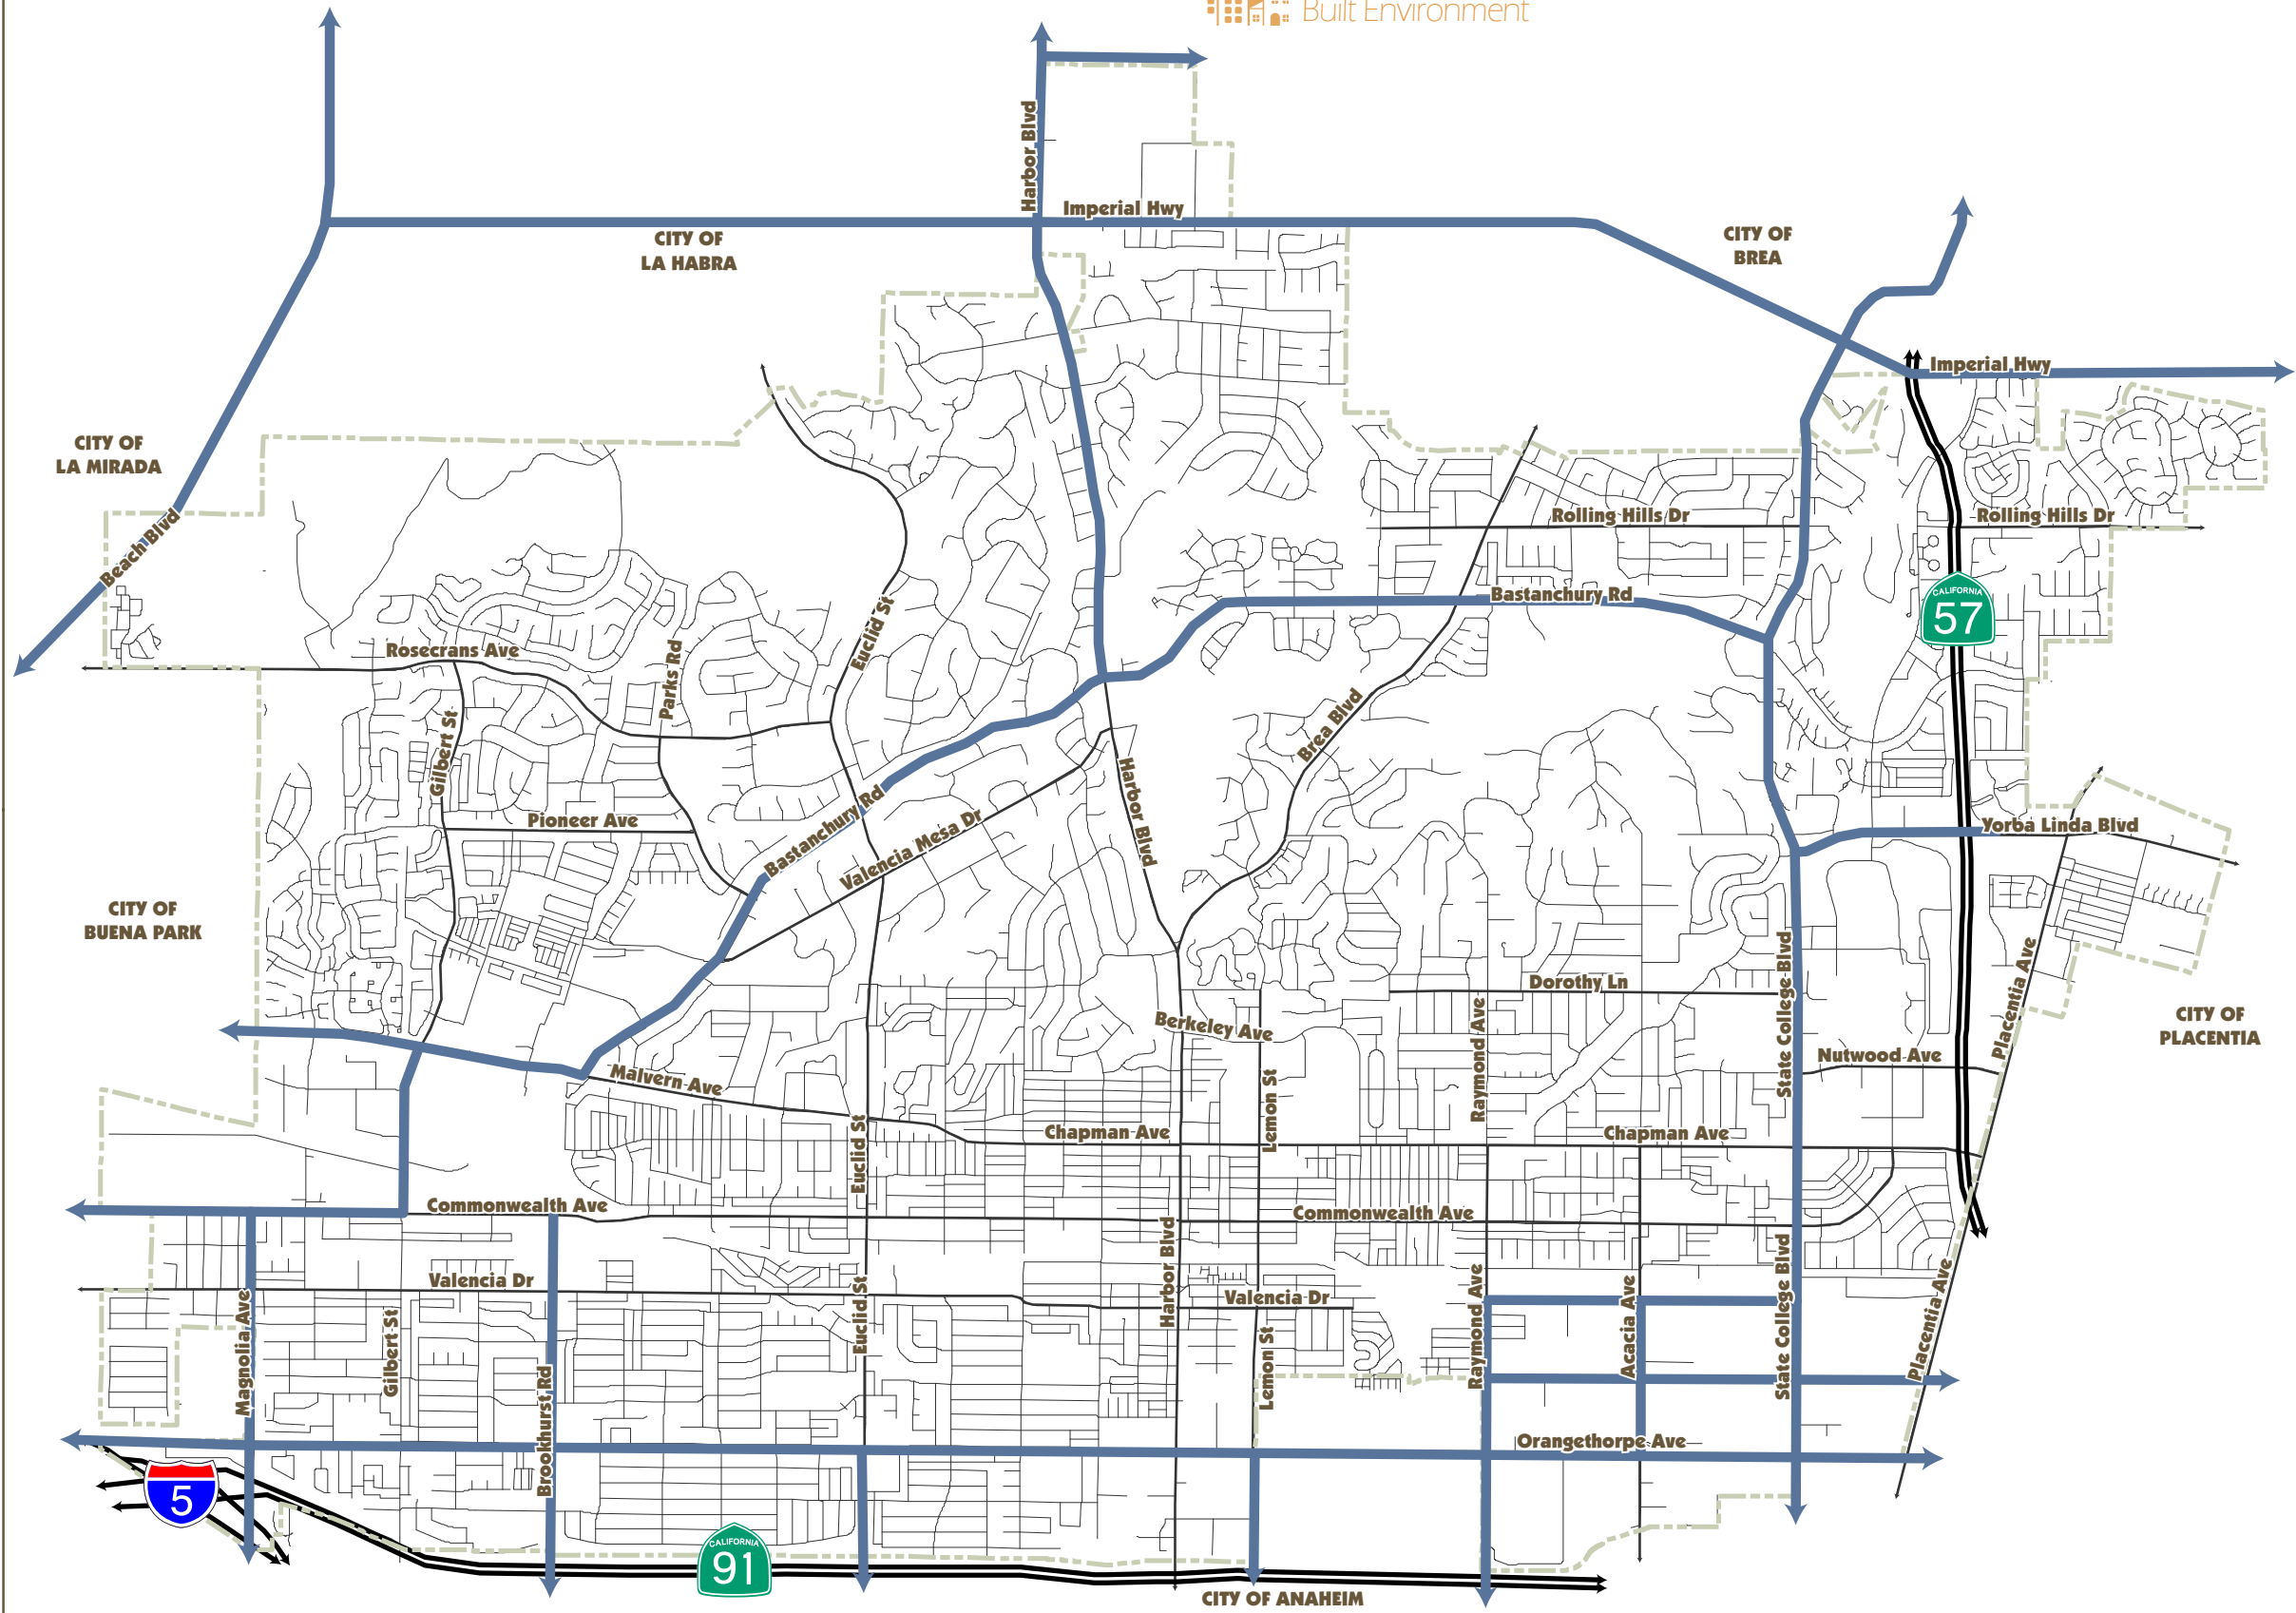 Built Environment
Harbor Blvd
Imperial Hwy
CITY OF
LA HABRA
CITY OF
BREA
Imperial Hwy
CITY OF
LA MIRADA
Beach Blvd
Rolling Hills Dr
Rolling Hills Dr
CALIFORNIA
57
Bastanchury Rd
Euclid St
Rosecrans Ave
Parks Rd
Gilbert St
Brea Blvd
Harbor Blvd
Pioneer Ave
Bastanchury Rd
Valencia Mesa Dr
Yorba Linda Blvd
CITY OF
BUENA PARK
State College Blvd
Placentia Ave
Dorothy Ln
Raymond Ave
Berkeley Ave
CITY OF
PLACENTIA
Nutwood Ave
Malvern Ave
Lemon St
Euclid St
Chapman Ave
Chapman Ave
Commonwealth Ave
Commonwealth Ave
Harbor Blvd
State College Blvd
Valencia Dr
Valencia Dr
Magnolia Ave
Gilbert St
Euclid St
Lemon St
Raymond Ave
Acacia Ave
Placentia Ave
Brookhurst Rd
Orangethorpe Ave
5
CALIFORNIA
91
CITY OF ANAHEIM